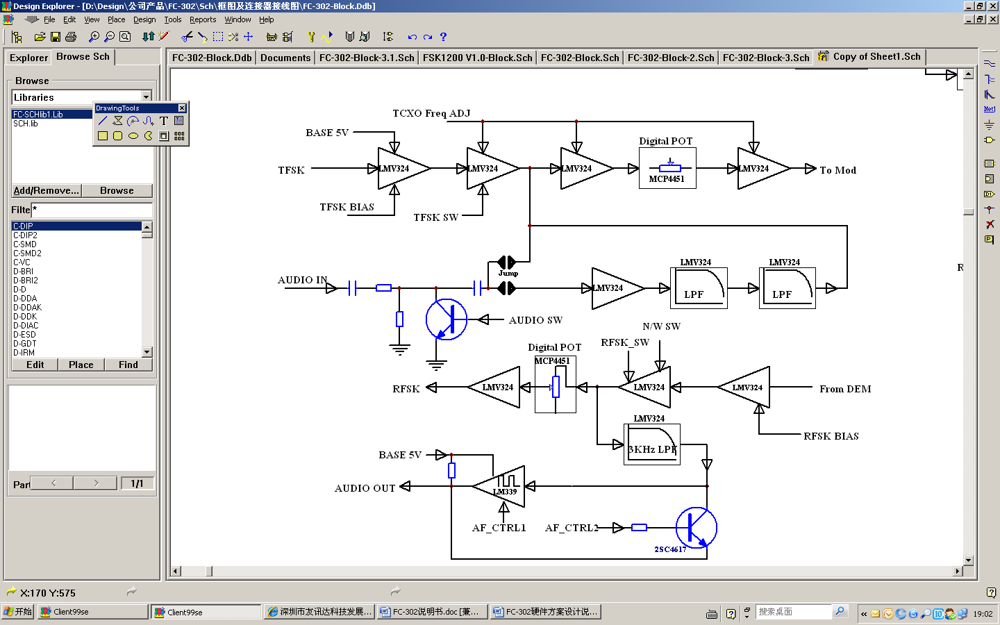 Design Explorer - [D:\Design\公司产品\FC-302\Sch\框图及连接器接线图\FC-302-Block.Ddb]
File Edit View Place Design Tools Reports Window Help
Explorer Browse Sch
FC-302-Block.Ddb Documents FC-302-Block-3.1.Sch FSK1200 V1.0-Block.Sch FC-302-Block.Sch FC-302-Block-2.Sch FC-302-Block-3.Sch Copy of Sheet1.Sch
Browse
Libraries
FC-SCHlib1.Lib
SCH.lib
DrawingTools
T
Add/Remove... Browse
Filte *
C-DIP
C-DIP2
C-SMD
C-SMD2
C-VC
D-BRI
D-BRI2
D-D
D-DDA
D-DDAK
D-DDK
D-DIAC
D-ESD
D-GDT
D-IRM
Edit Place Find
Part < > 1/1
Net1
D1
P
TCXO Freq ADJ
BASE 5V
Digital POT
TFSK LMV324 LMV324 LMV324 MCP4451 LMV324 To Mod
TFSK BIAS
TFSK SW
R
LMV324 LMV324
Jump
AUDIO IN LMV324 LPF LPF
AUDIO SW
N/W SW
RFSK_SW
Digital POT
MCP4451
RFSK LMV324 LMV324 LMV324 From DEM
LMV324
RFSK BIAS
3KHz LPF
BASE 5V
AUDIO OUT LM339
AF_CTRL1 AF_CTRL2
2SC4617
X:170 Y:575
开始 Client99se Client99se 深圳市友讯达科技发展... FC-302说明书.doc [兼... FC-302硬件方案设计说... 搜索桌面 « 19:02